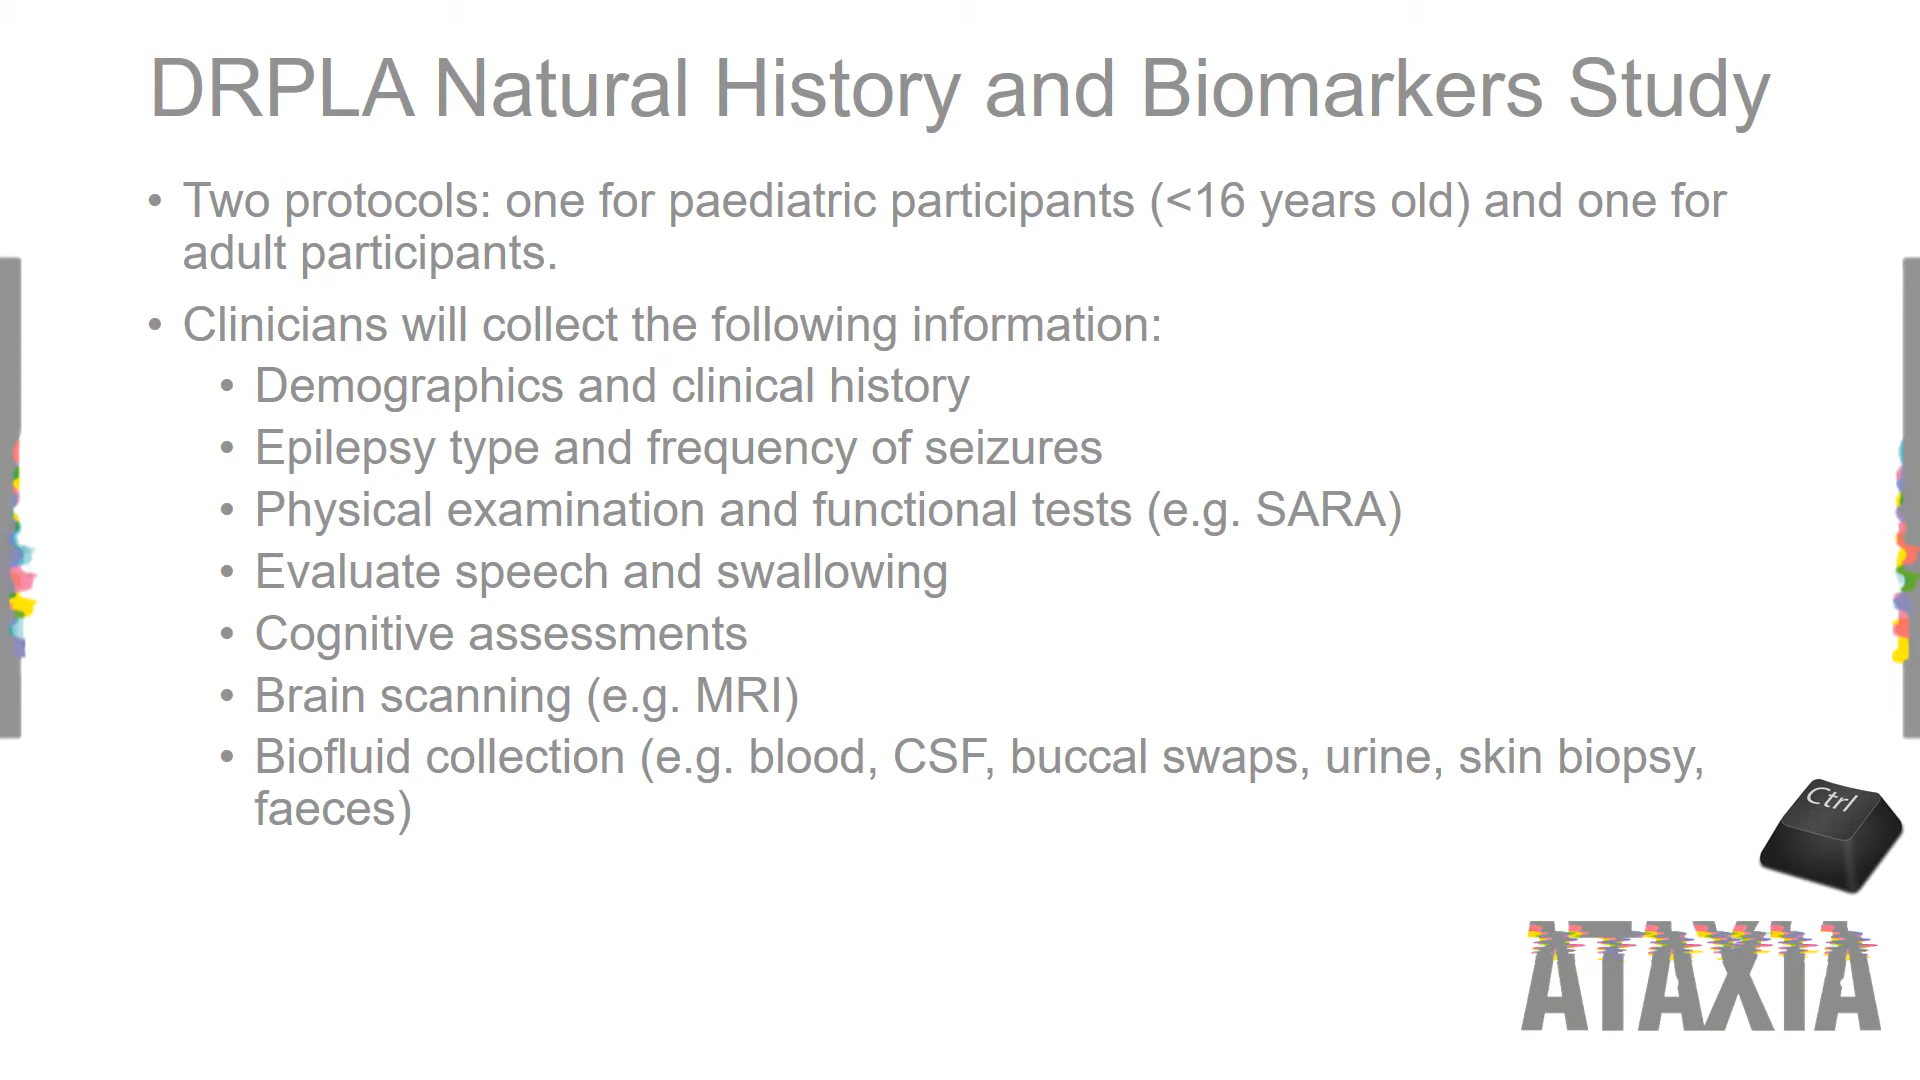 DRPLA Natural History and Biomarkers Study
• Two protocols: one for paediatric participants (<16 years old) and one for
adult participants.
• Clinicians will collect the following information:
• Demographics and clinical history
• Epilepsy type and frequency of seizures
• Physical examination and functional tests (e.g. SARA)
• Evaluate speech and swallowing
• Cognitive assessments
• Brain scanning (e.g. MRI)
• Biofluid collection (e.g. blood, CSF, buccal swaps, urine, skin biopsy,
faeces)
Ctrl
ATAXIA